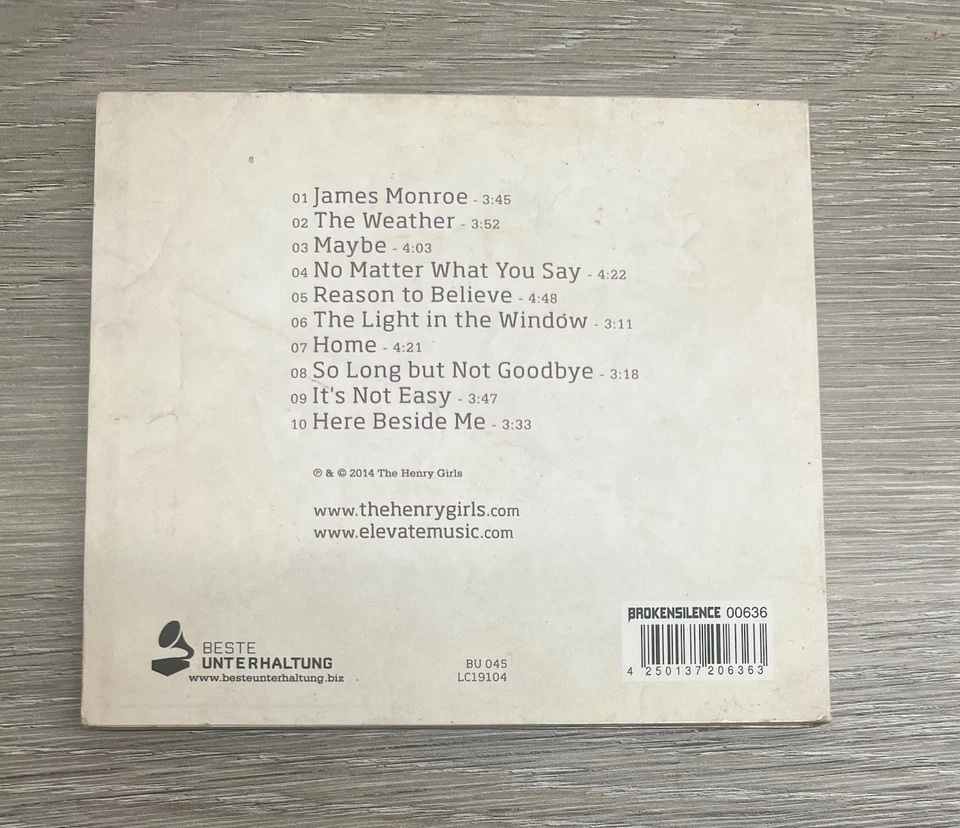 01 James Monroe - 3:45
02 The Weather - 3:52
03 Maybe - 4:03
04 No Matter What You Say - 4:22
05 Reason to Believe - 4:48
06 The Light in the Window - 3:11
07 Home - 4:21
08 So Long but Not Goodbye - 3:18
09 It's Not Easy - 3:47
10 Here Beside Me - 3:33
℗ & © 2014 The Henry Girls
www.thehenrygirls.com
www.elevatemusic.com
BESTE
UNTERHALTUNG
www.besteunterhaltung.biz
BU 045
LC19104
BROKENSILENCE 00636
4 250137 206363